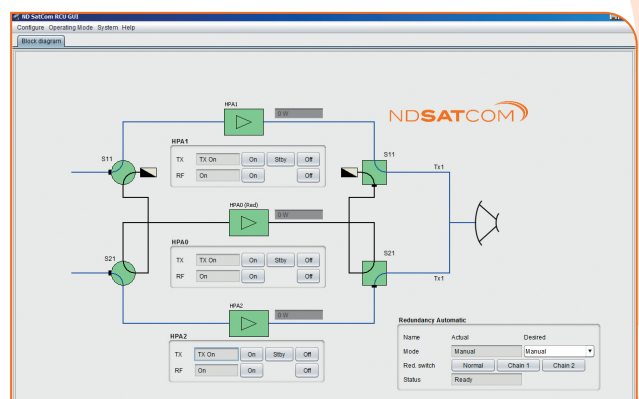 ND SatCom RCU GUI
Configure Operating Mode System Help
Block diagram
HPA1
0 W
NDSATCOM
HPA1
TX TX On On Stby Off
RF On On Off
S11
S11
Tx1
HPA0 (Red)
0 W
HPA0
TX TX On On Stby Off
RF On On Off
S21
S21
Tx1
HPA2
0 W
HPA2
TX TX On On Stby Off
RF On On Off
Redundancy Automatic
Name Actual Desired
Mode Manual Manual
Red. switch Normal Chain 1 Chain 2
Status Ready